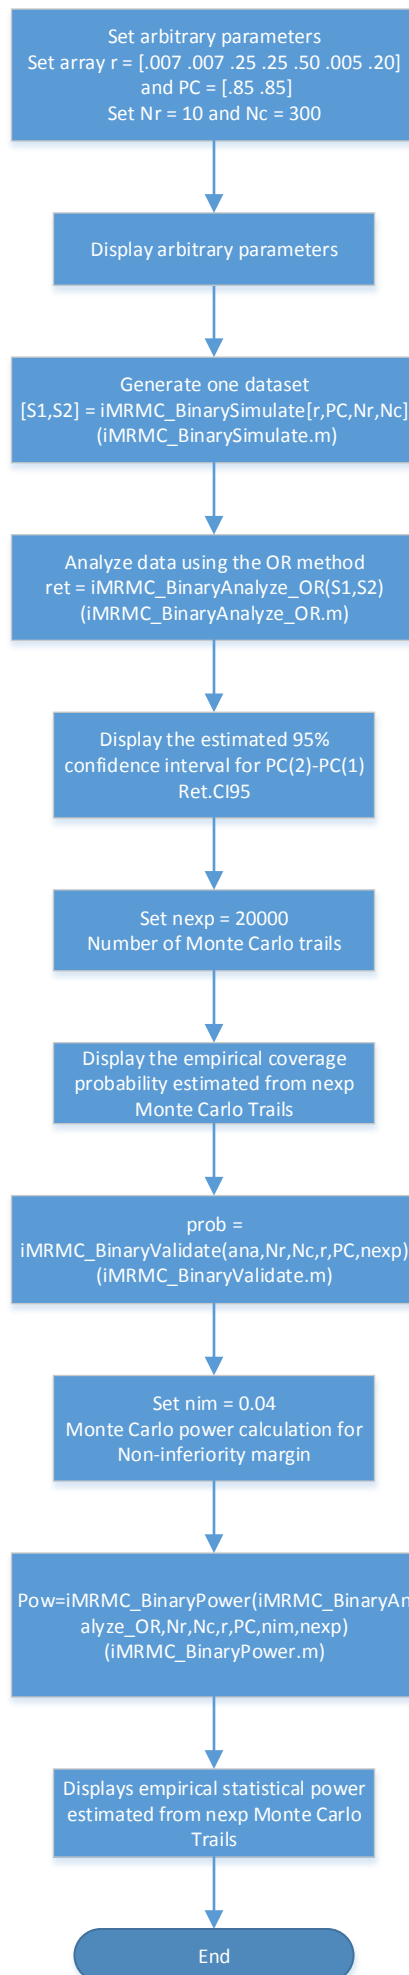 Set arbitrary parameters
Set array r = [.007 .007 .25 .25 .50 .005 .20]
and PC = [.85 .85]
Set Nr = 10 and Nc = 300
Display arbitrary parameters
Generate one dataset
[S1,S2] = iMRMC_BinarySimulate[r,PC,Nr,Nc]
(iMRMC_BinarySimulate.m)
Analyze data using the OR method
ret = iMRMC_BinaryAnalyze_OR(S1,S2)
(iMRMC_BinaryAnalyze_OR.m)
Display the estimated 95%
confidence interval for PC(2)-PC(1)
Ret.CI95
Set nexp = 20000
Number of Monte Carlo trails
Display the empirical coverage
probability estimated from nexp
Monte Carlo Trails
prob =
iMRMC_BinaryValidate(ana,Nr,Nc,r,PC,nexp)
(iMRMC_BinaryValidate.m)
Set nim = 0.04
Monte Carlo power calculation for
Non-inferiority margin
Pow=iMRMC_BinaryPower(iMRMC_BinaryAn
alyze_OR,Nr,Nc,r,PC,nim,nexp)
(iMRMC_BinaryPower.m)
Displays empirical statistical power
estimated from nexp Monte Carlo
Trails
End